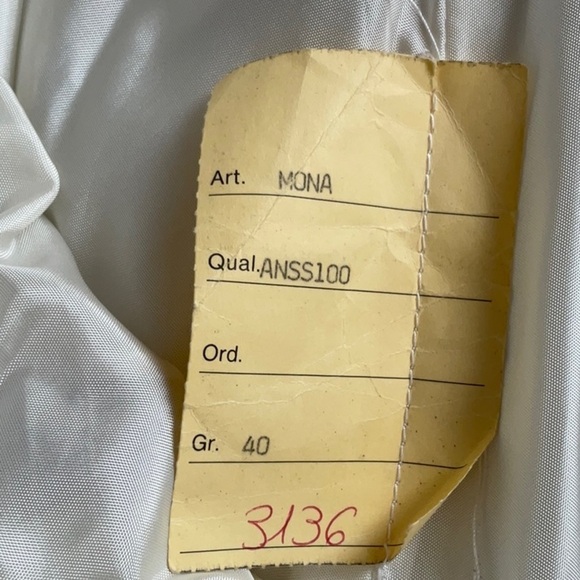 Art. MONA
Qual. ANSS100
Ord.
Gr. 40
3136